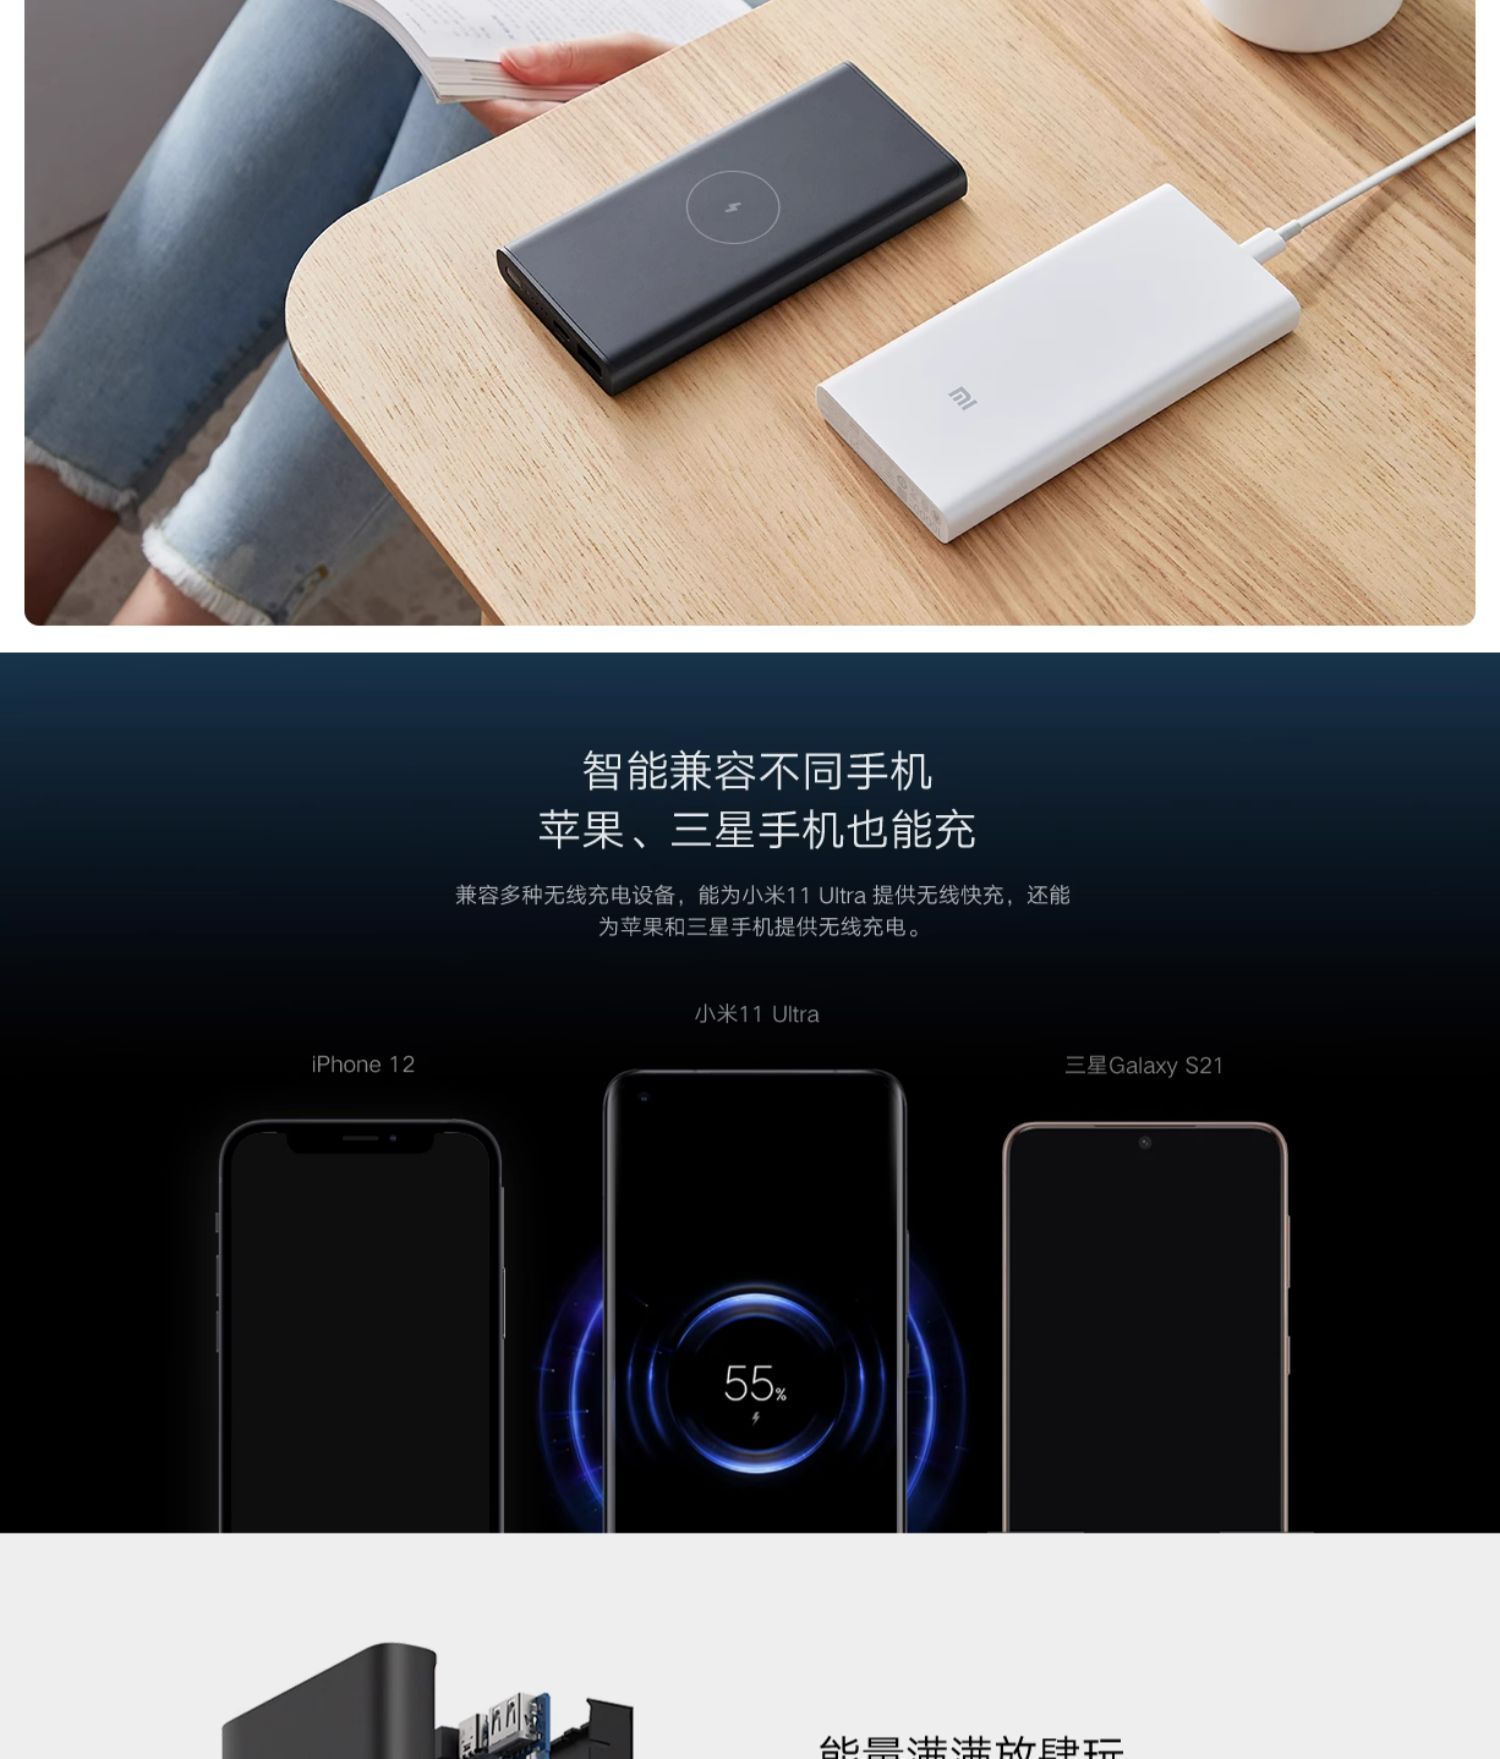 智能兼容不同手机
苹果、三星手机也能充
兼容多种无线充电设备，能为小米11 Ultra 提供无线快充，还能
为苹果和三星手机提供无线充电。
小米11 Ultra
iPhone 12
三星Galaxy S21
55%
能量满满放肆玩